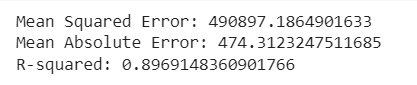 Mean Squared Error: 490897.1864901633
Mean Absolute Error: 474.3123247511685
R-squared: 0.8969148360901766